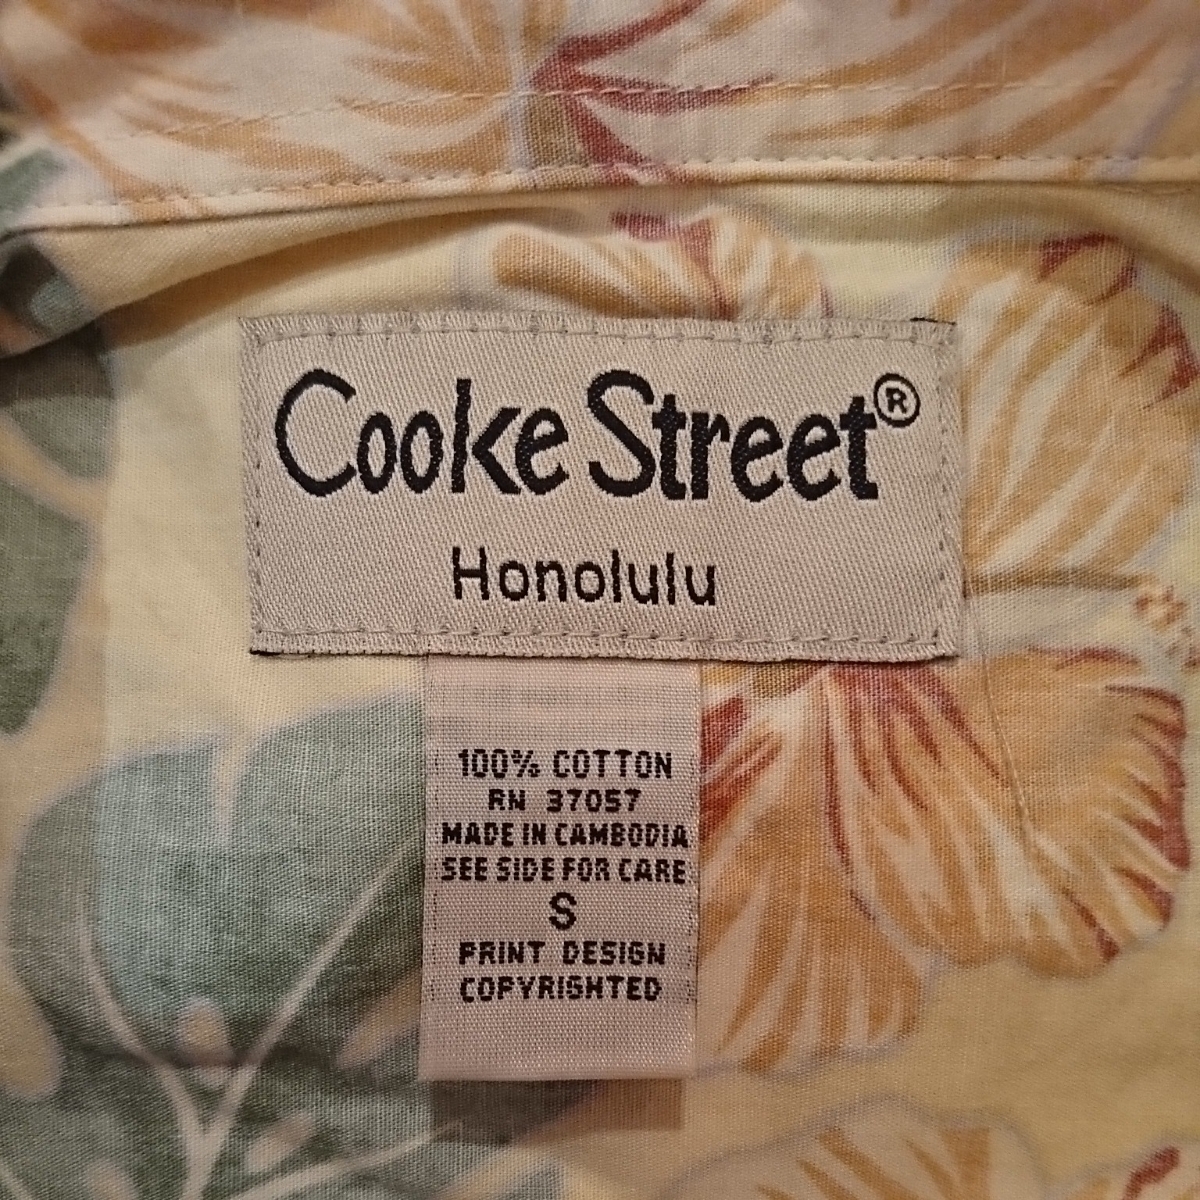 Cooke Street®
Honolulu
100% COTTON
RN 37057
MADE IN CAMBODIA
SEE SIDE FOR CARE
S
PRINT DESIGN
COPYRIGHTED